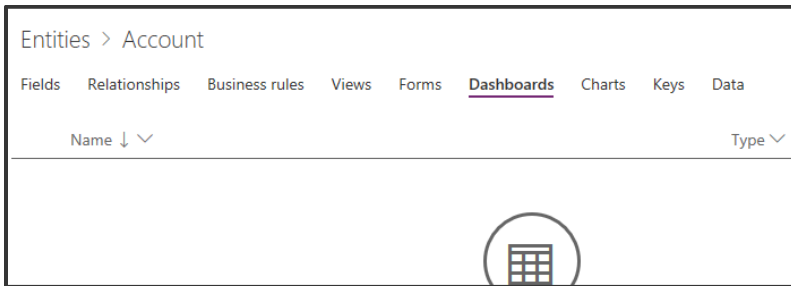 Entities > Account
Fields Relationships Business rules Views Forms Dashboards Charts Keys Data
Name ↓ Type